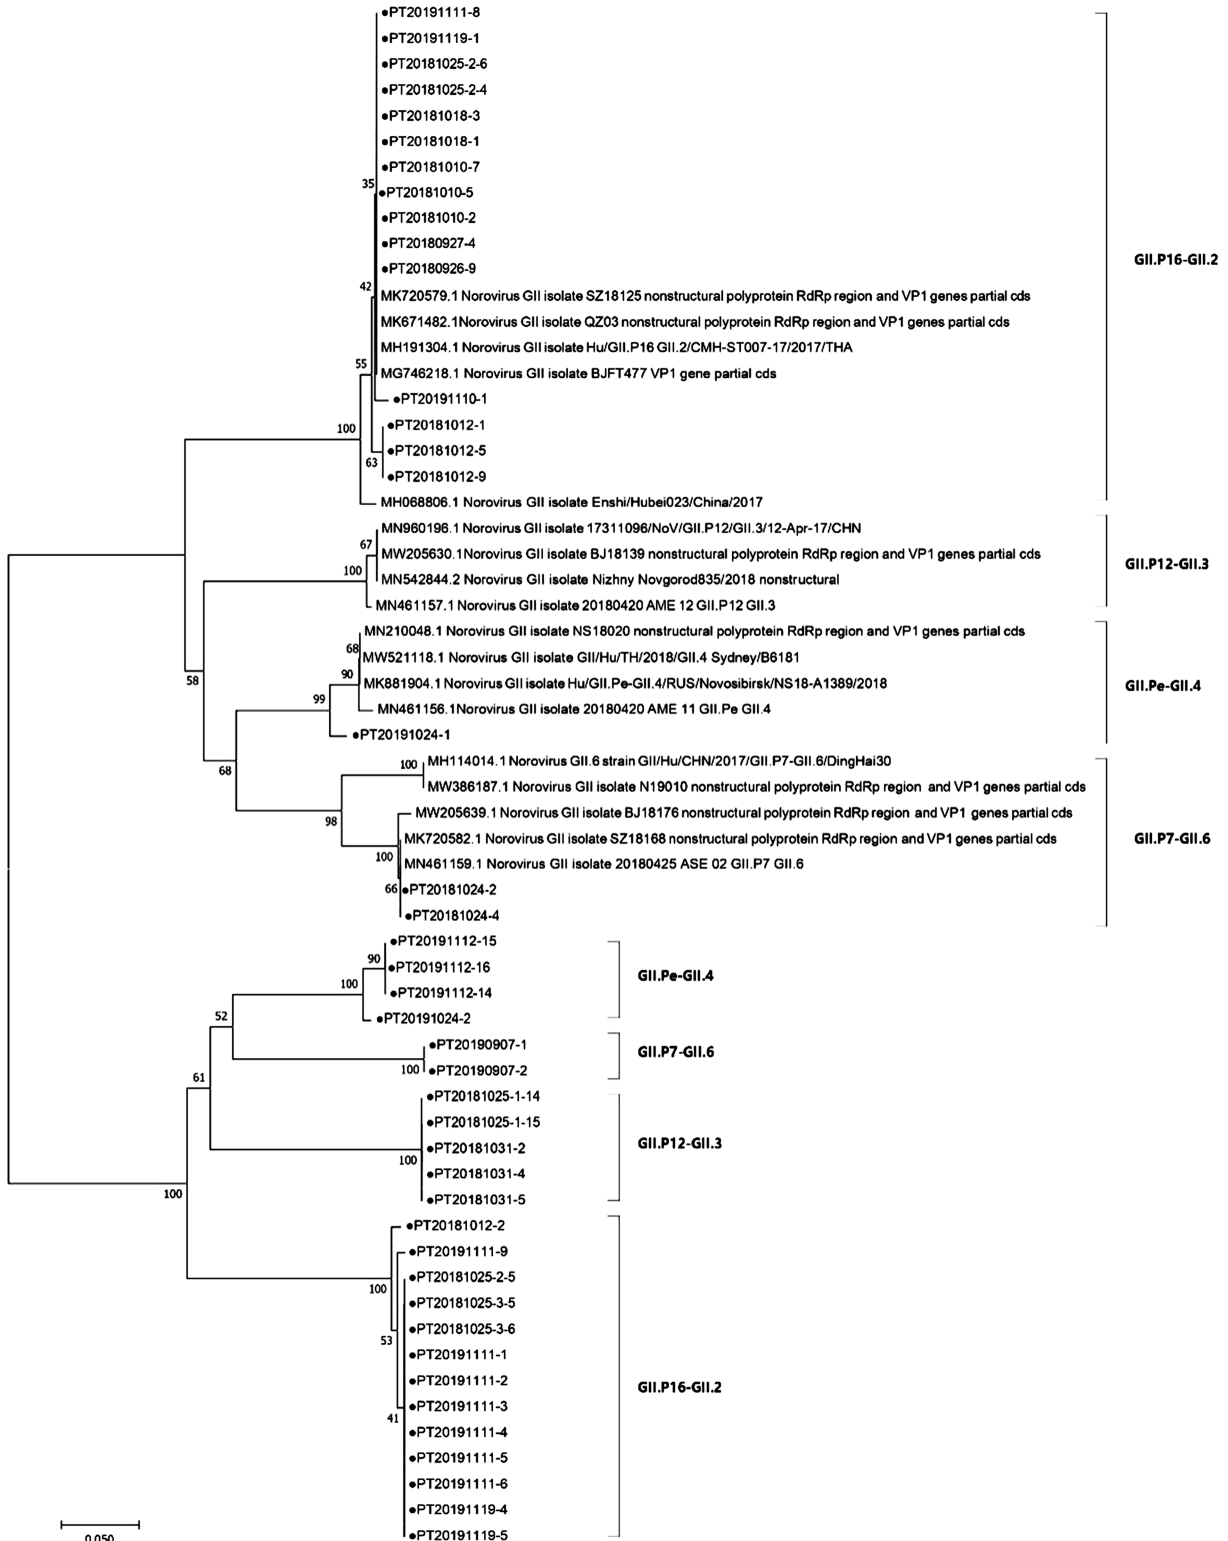 ●PT20191111-8
●PT20191119-1
●PT20181025-2-6
●PT20181025-2-4
●PT20181018-3
●PT20181018-1
●PT20181010-7
35
●PT20181010-5
●PT20181010-2
●PT20180927-4
●PT20180926-9
GII.P16-GII.2
42
MK720579.1 Norovirus GII isolate SZ18125 nonstructural polyprotein RdRp region and VP1 genes partial cds
MK671482.1Norovirus GII isolate QZ03 nonstructural polyprotein RdRp region and VP1 genes partial cds
MH191304.1 Norovirus GII isolate Hu/GII.P16 GII.2/CMH-ST007-17/2017/THA
55
MG746218.1 Norovirus GII isolate BJFT477 VP1 gene partial cds
●PT20191110-1
100
●PT20181012-1
●PT20181012-5
63
●PT20181012-9
MH068806.1 Norovirus GII isolate Enshi/Hubei023/China/2017
MN960196.1 Norovirus GII isolate 17311096/NoV/GII.P12/GII.3/12-Apr-17/CHN
67
MW205630.1Norovirus GII isolate BJ18139 nonstructural polyprotein RdRp region and VP1 genes partial cds
GII.P12-GII.3
100
MN542844.2 Norovirus GII isolate Nizhny Novgorod835/2018 nonstructural
MN461157.1 Norovirus GII isolate 20180420 AME 12 GII.P12 GII.3
MN210048.1 Norovirus GII isolate NS18020 nonstructural polyprotein RdRp region and VP1 genes partial cds
68
MW521118.1 Norovirus GII isolate GII/Hu/TH/2018/GII.4 Sydney/B6181
90
MK881904.1 Norovirus GII isolate Hu/GII.Pe-GII.4/RUS/Novosibirsk/NS18-A1389/2018
GII.Pe-GII.4
58
99
MN461156.1Norovirus GII isolate 20180420 AME 11 GII.Pe GII.4
●PT20191024-1
68
100
MH114014.1 Norovirus GII.6 strain GII/Hu/CHN/2017/GII.P7-GII.6/DingHai30
MW386187.1 Norovirus GII isolate N19010 nonstructural polyprotein RdRp region and VP1 genes partial cds
98
MW205639.1 Norovirus GII isolate BJ18176 nonstructural polyprotein RdRp region and VP1 genes partial cds
MK720582.1 Norovirus GII isolate SZ18168 nonstructural polyprotein RdRp region and VP1 genes partial cds
GII.P7-GII.6
100
MN461159.1 Norovirus GII isolate 20180425 ASE 02 GII.P7 GII.6
66
●PT20181024-2
●PT20181024-4
●PT20191112-15
90
●PT20191112-16
GII.Pe-GII.4
100
●PT20191112-14
52
●PT20191024-2
●PT20190907-1
GII.P7-GII.6
100
●PT20190907-2
61
●PT20181025-1-14
●PT20181025-1-15
●PT20181031-2
GII.P12-GII.3
100
●PT20181031-4
100
●PT20181031-5
●PT20181012-2
●PT20191111-9
●PT20181025-2-5
100
●PT20181025-3-5
●PT20181025-3-6
53
●PT20191111-1
●PT20191111-2
GII.P16-GII.2
●PT20191111-3
41
●PT20191111-4
●PT20191111-5
●PT20191111-6
●PT20191119-4
●PT20191119-5
0.050